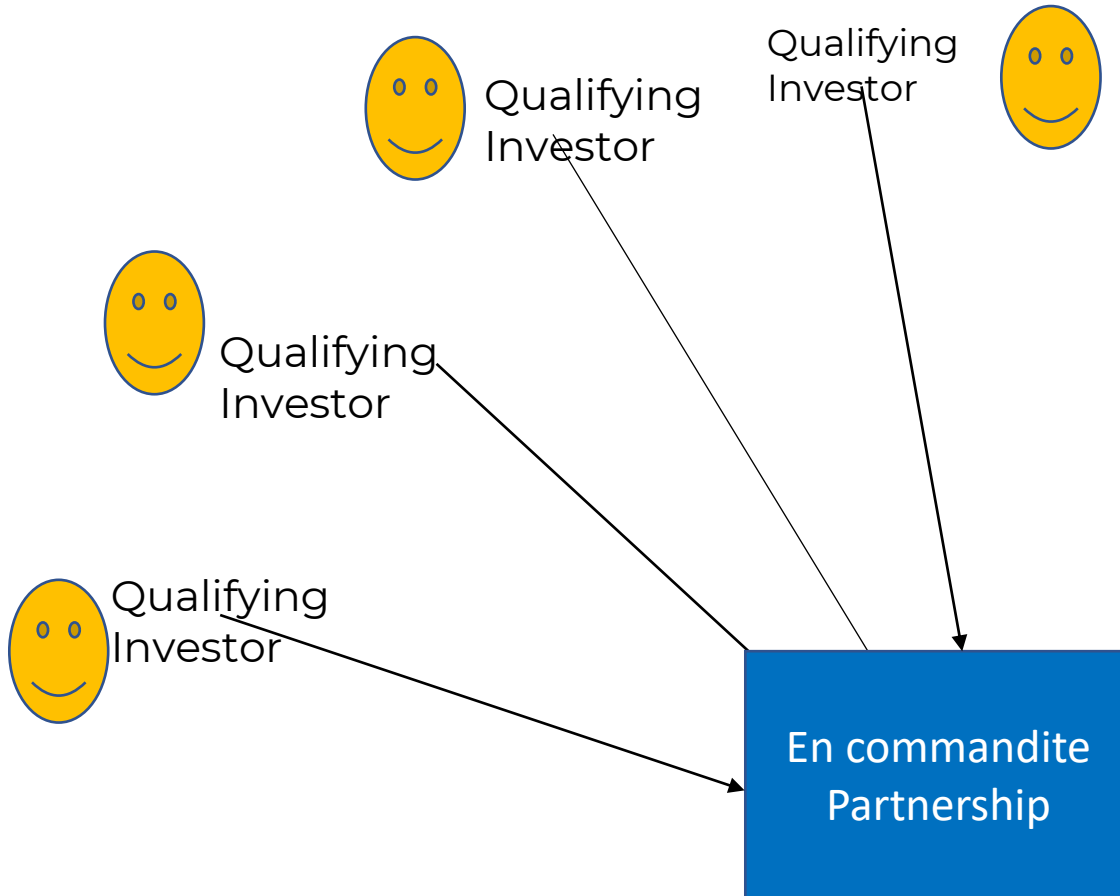 Qualifying
Investor
Qualifying
Investor
Qualifying
Investor
Qualifying
Investor
En commandite
Partnership